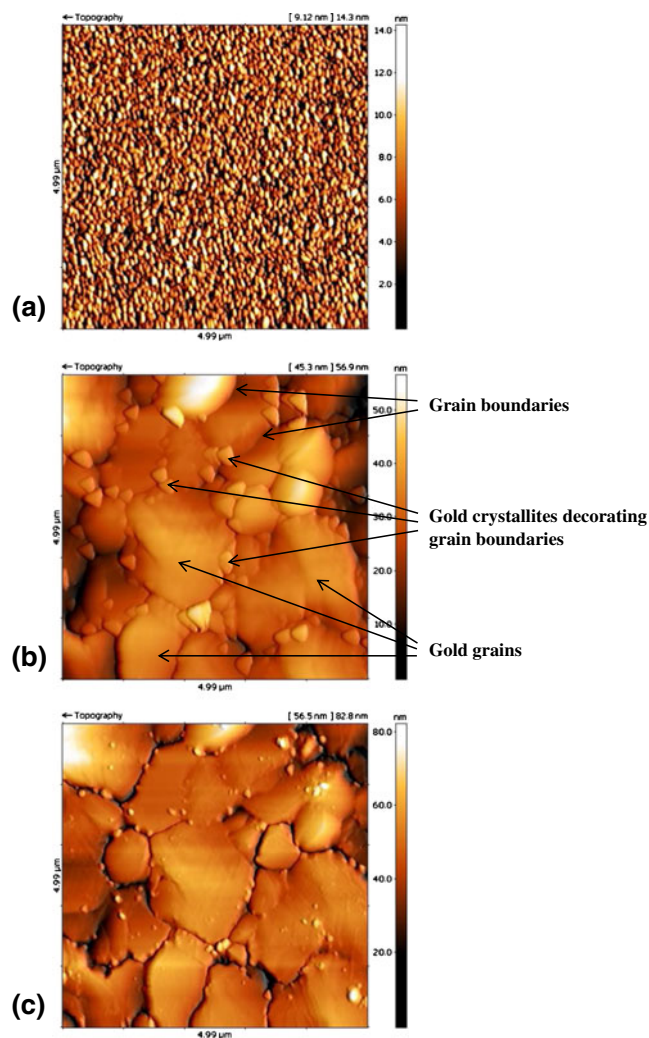 ← Topography [ 9.12 nm ] 14.3 nm nm
14.0
12.0
10.0
8.0
6.0
4.0
2.0
4.99 µm
(a)
4.99 µm
← Topography [ 45.3 nm ] 56.9 nm nm
50.0
Grain boundaries
40.0
30.0
Gold crystallites decorating
grain boundaries
4.99 µm
20.0
10.0
Gold grains
(b)
4.99 µm
← Topography [ 56.5 nm ] 82.8 nm nm
80.0
60.0
4.99 µm
40.0
20.0
(c)
4.99 µm